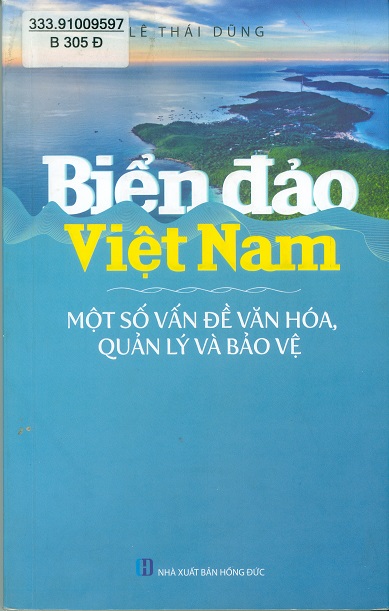 333.91009597
B 305 Đ
LÊ THÁI DŨNG
Biển đảo
Việt Nam
MỘT SỐ VẤN ĐỀ VĂN HÓA,
QUẢN LÝ VÀ BẢO VỆ
NHÀ XUẤT BẢN HỒNG ĐỨC